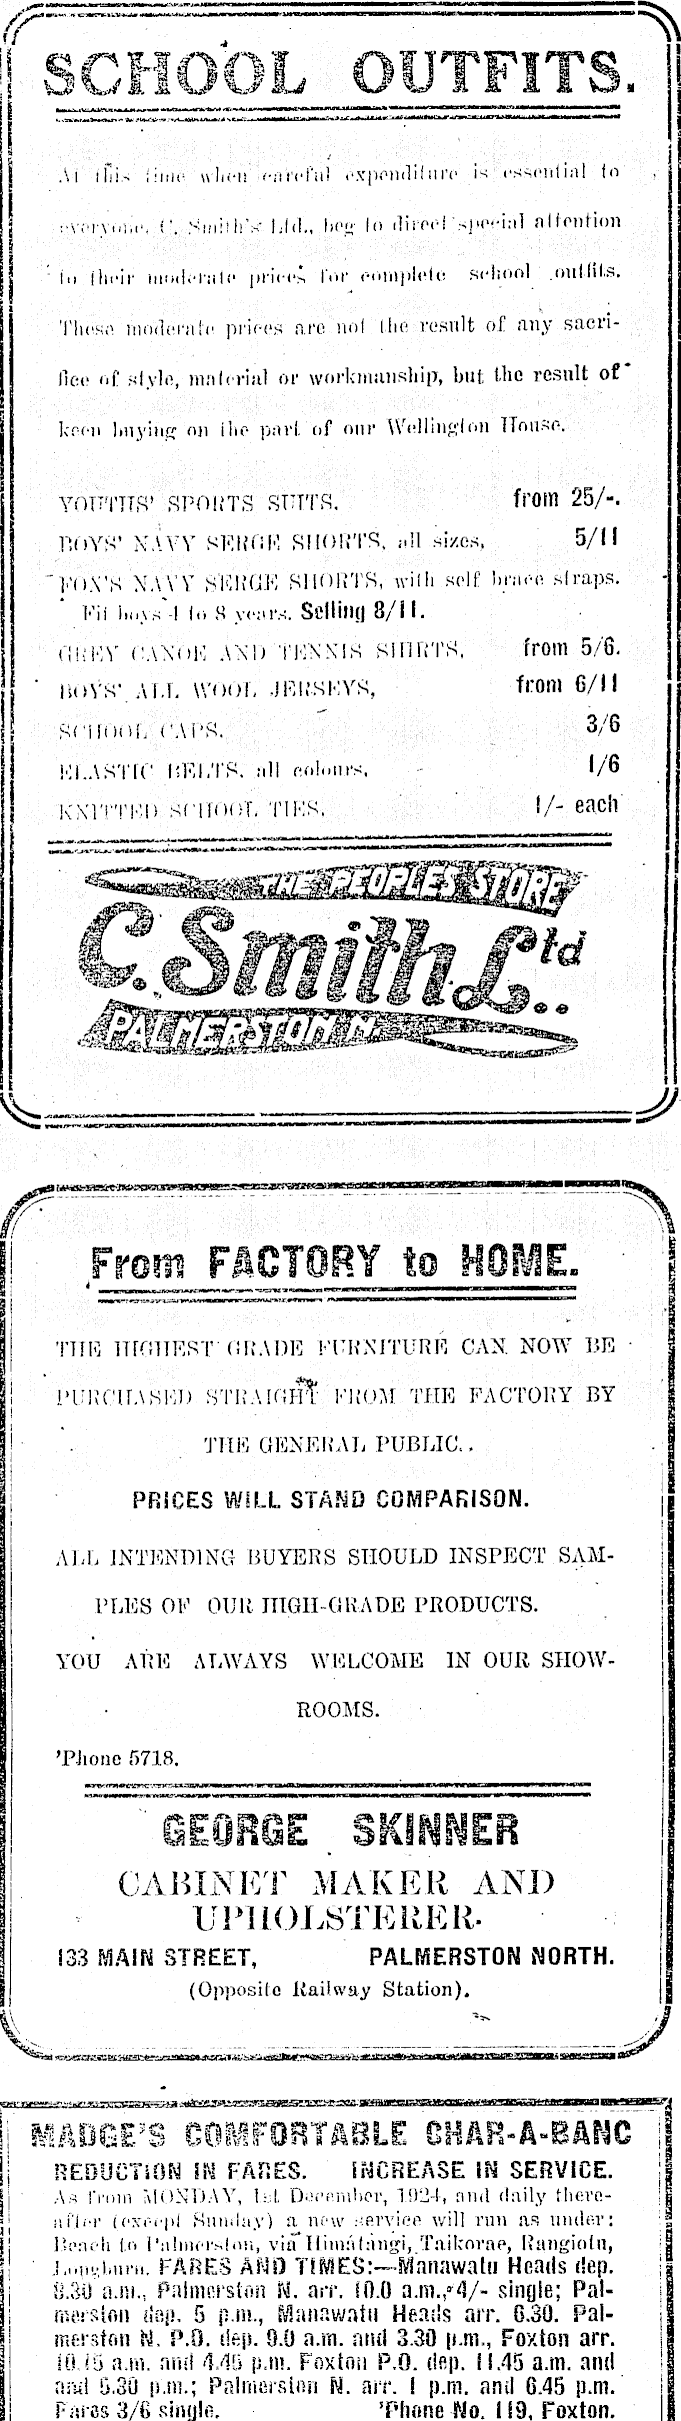 SCHOOL OUTFITS.
At this time when careful expenditure is essential to
everyone, C. Smith's Ltd., beg to direct special attention
to their moderate prices for complete school outfits.
These moderate prices are not the result of any sacri-
fice of style, material or workmanship, but the result of
keen buying on the part of our Wellington House.
YOUTHS' SPORTS SUITS. from 25/-.
BOYS' NAVY SERGE SHORTS, all sizes, 5/11
FOX'S NAVY SERGE SHORTS, with self brace straps.
Fit boys 4 to 8 years. Selling 8/11.
GREY CANOE AND TENNIS SHIRTS, from 5/6.
BOYS' ALL WOOL JERSEYS, from 6/11
SCHOOL CAPS. 3/6
ELASTIC BELTS, all colours, 1/6
KNITTED SCHOOL TIES. 1/- each
THE PEOPLES STORE
C. Smith Ltd..
PALMERSTON N.
From FACTORY to HOME.
THE HIGHEST GRADE FURNITURE CAN NOW BE
PURCHASED STRAIGHT FROM THE FACTORY BY
THE GENERAL PUBLIC.
PRICES WILL STAND COMPARISON.
ALL INTENDING BUYERS SHOULD INSPECT SAM-
PLES OF OUR HIGH-GRADE PRODUCTS.
YOU ARE ALWAYS WELCOME IN OUR SHOW-
ROOMS.
'Phone 5718.
GEORGE SKINNER
CABINET MAKER AND
UPHOLSTERER.
133 MAIN STREET, PALMERSTON NORTH.
(Opposite Railway Station).
MADGE'S COMFORTABLE CHAR-A-BANC
REDUCTION IN FARES. INCREASE IN SERVICE.
As from MONDAY, 1st December, 1924, and daily there-
after (except Sunday) a new service will run as under:
Beach to Palmerston, via Himatangi, Taikorae, Rangiotu,
Longburn. FARES AND TIMES:—Manawatu Heads dep.
8.30 a.m., Palmerston N. arr. 10.0 a.m., 4/- single; Pal-
merston dep. 5 p.m., Manawatu Heads arr. 6.30. Pal-
merston N. P.O. dep. 9.0 a.m. and 3.30 p.m., Foxton arr.
10.15 a.m. and 4.45 p.m. Foxton P.O. dep. 11.45 a.m. and
and 5.30 p.m.; Palmerston N. arr. 1 p.m. and 6.45 p.m.
Fares 3/6 single. 'Phone No. 119, Foxton.